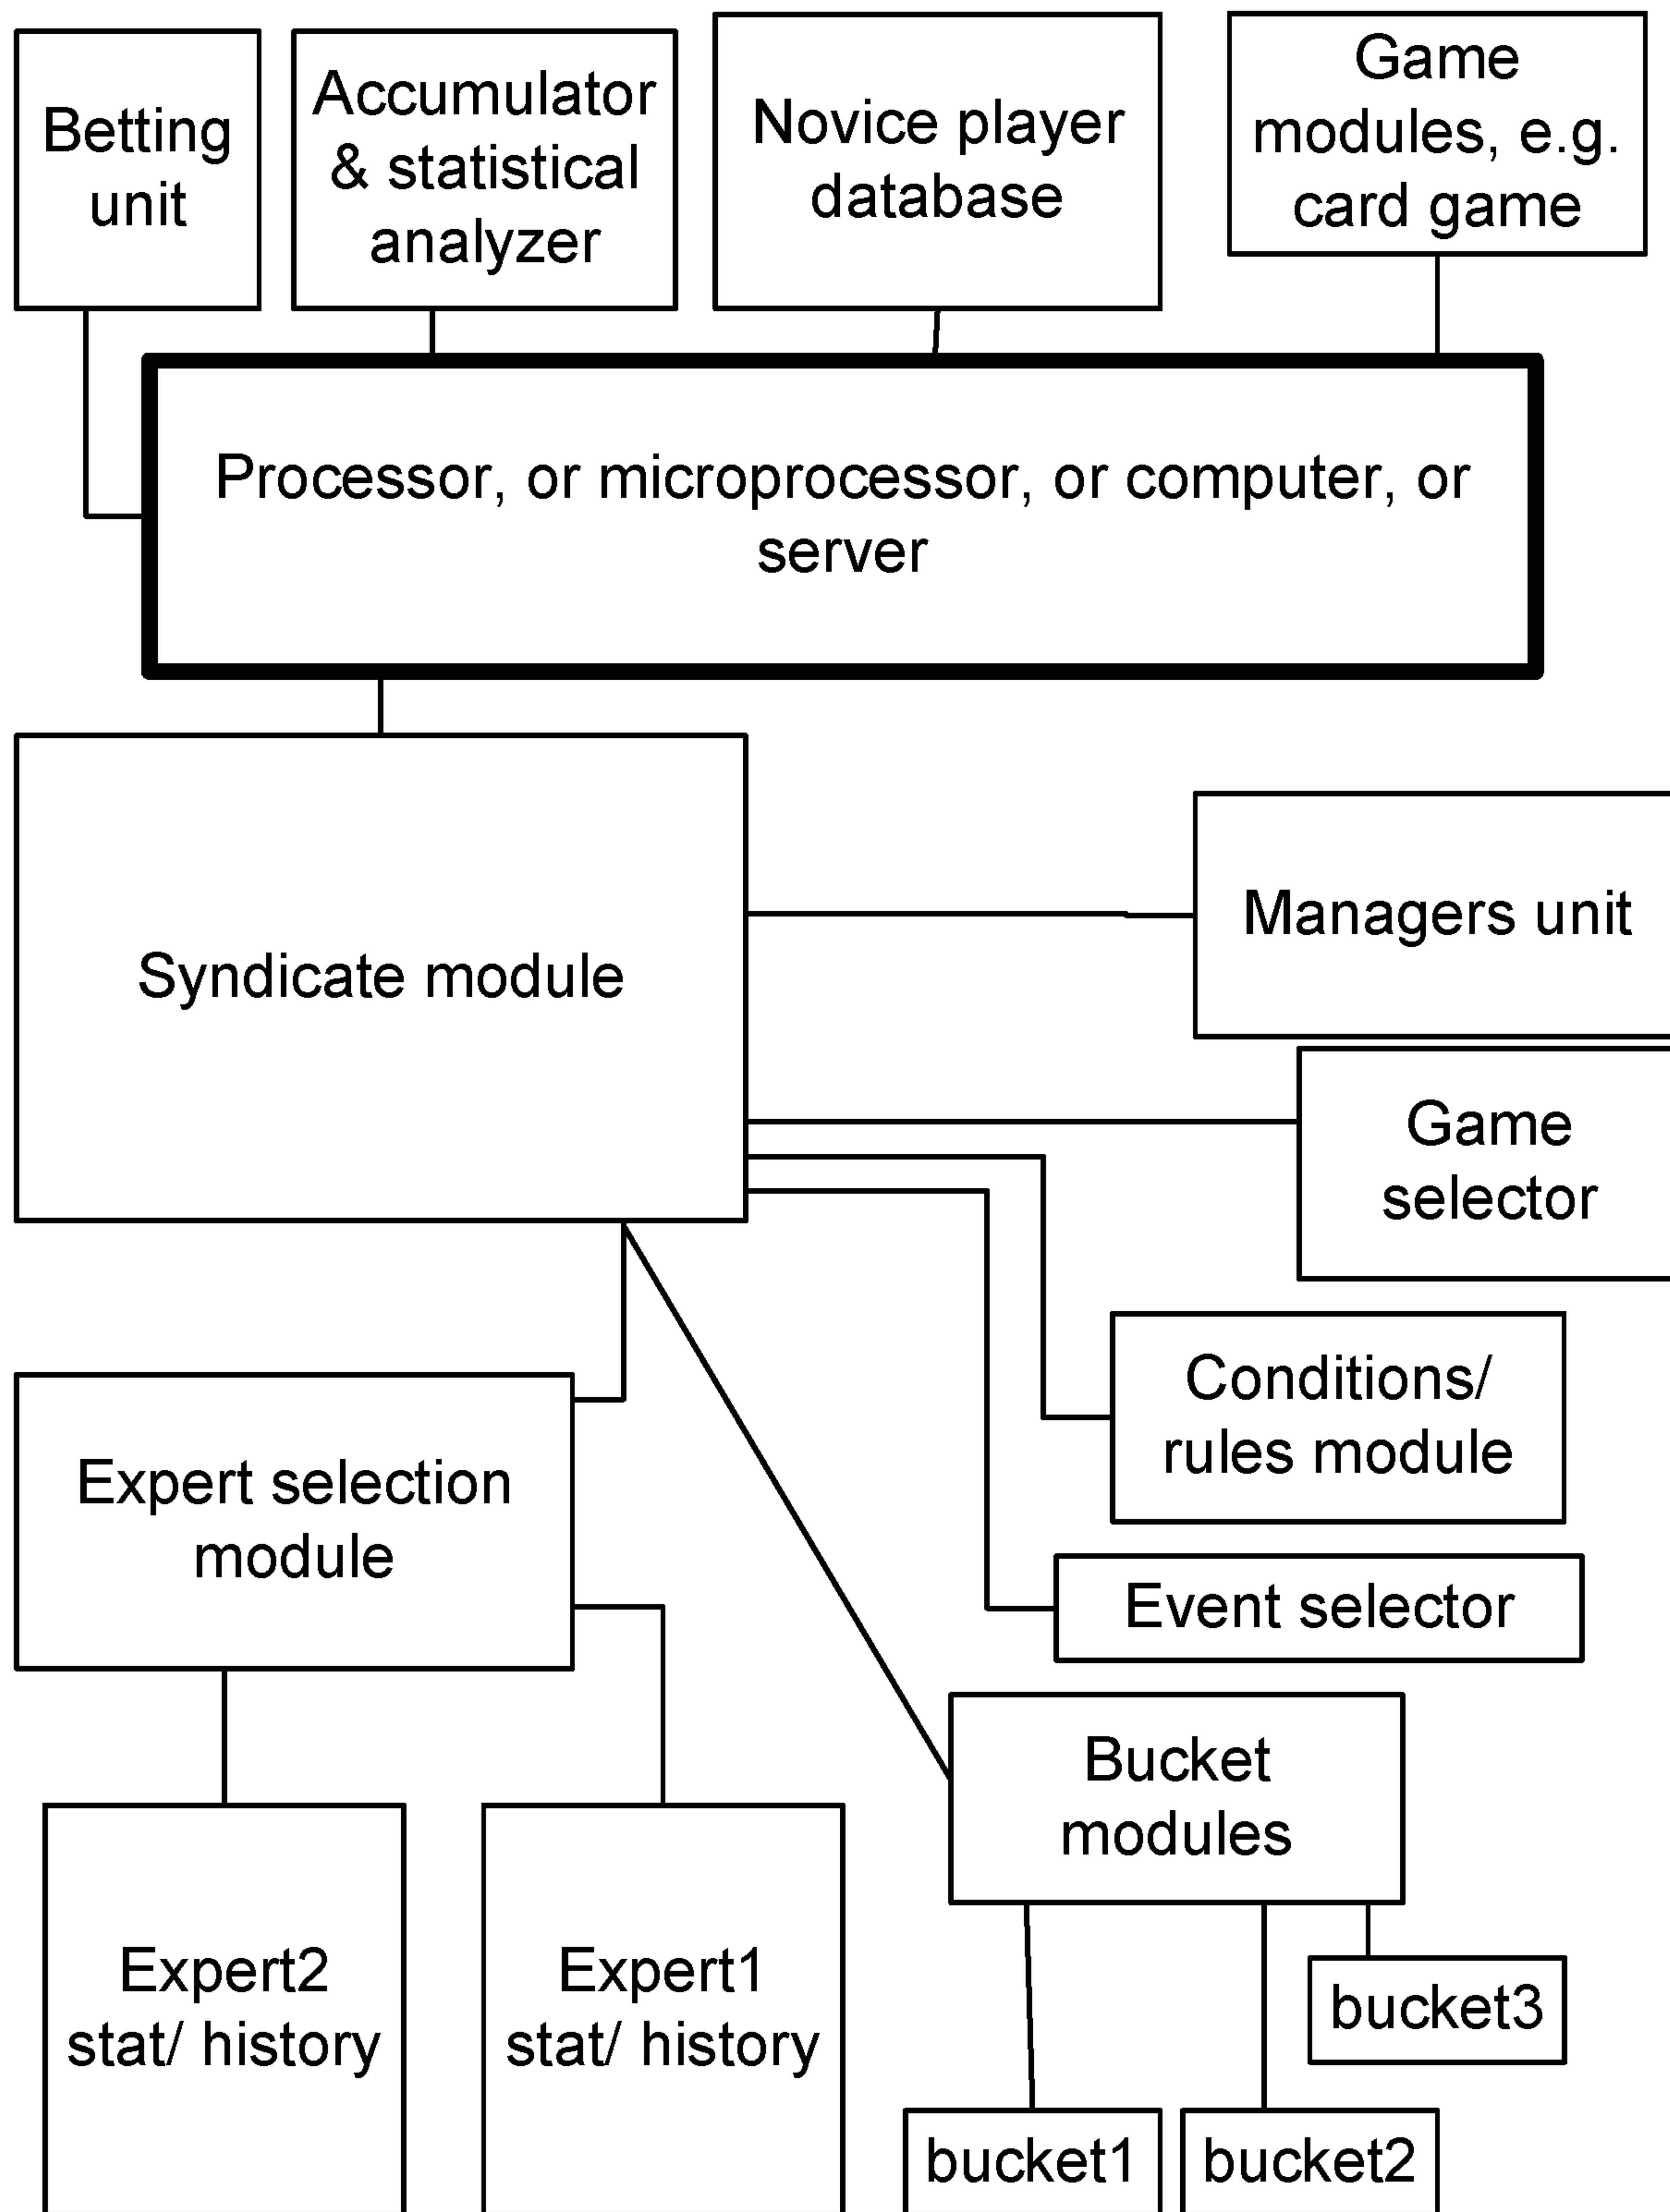 Betting
unit
Accumulator
& statistical
analyzer
Novice player
database
Game
modules, e.g.
card game
Processor, or microprocessor, or computer, or
server
Syndicate module
Managers unit
Game
selector
Conditions/
rules module
Expert selection
module
Event selector
Bucket
modules
Expert2
stat/ history
Expert1
stat/ history
bucket3
bucket1
bucket2